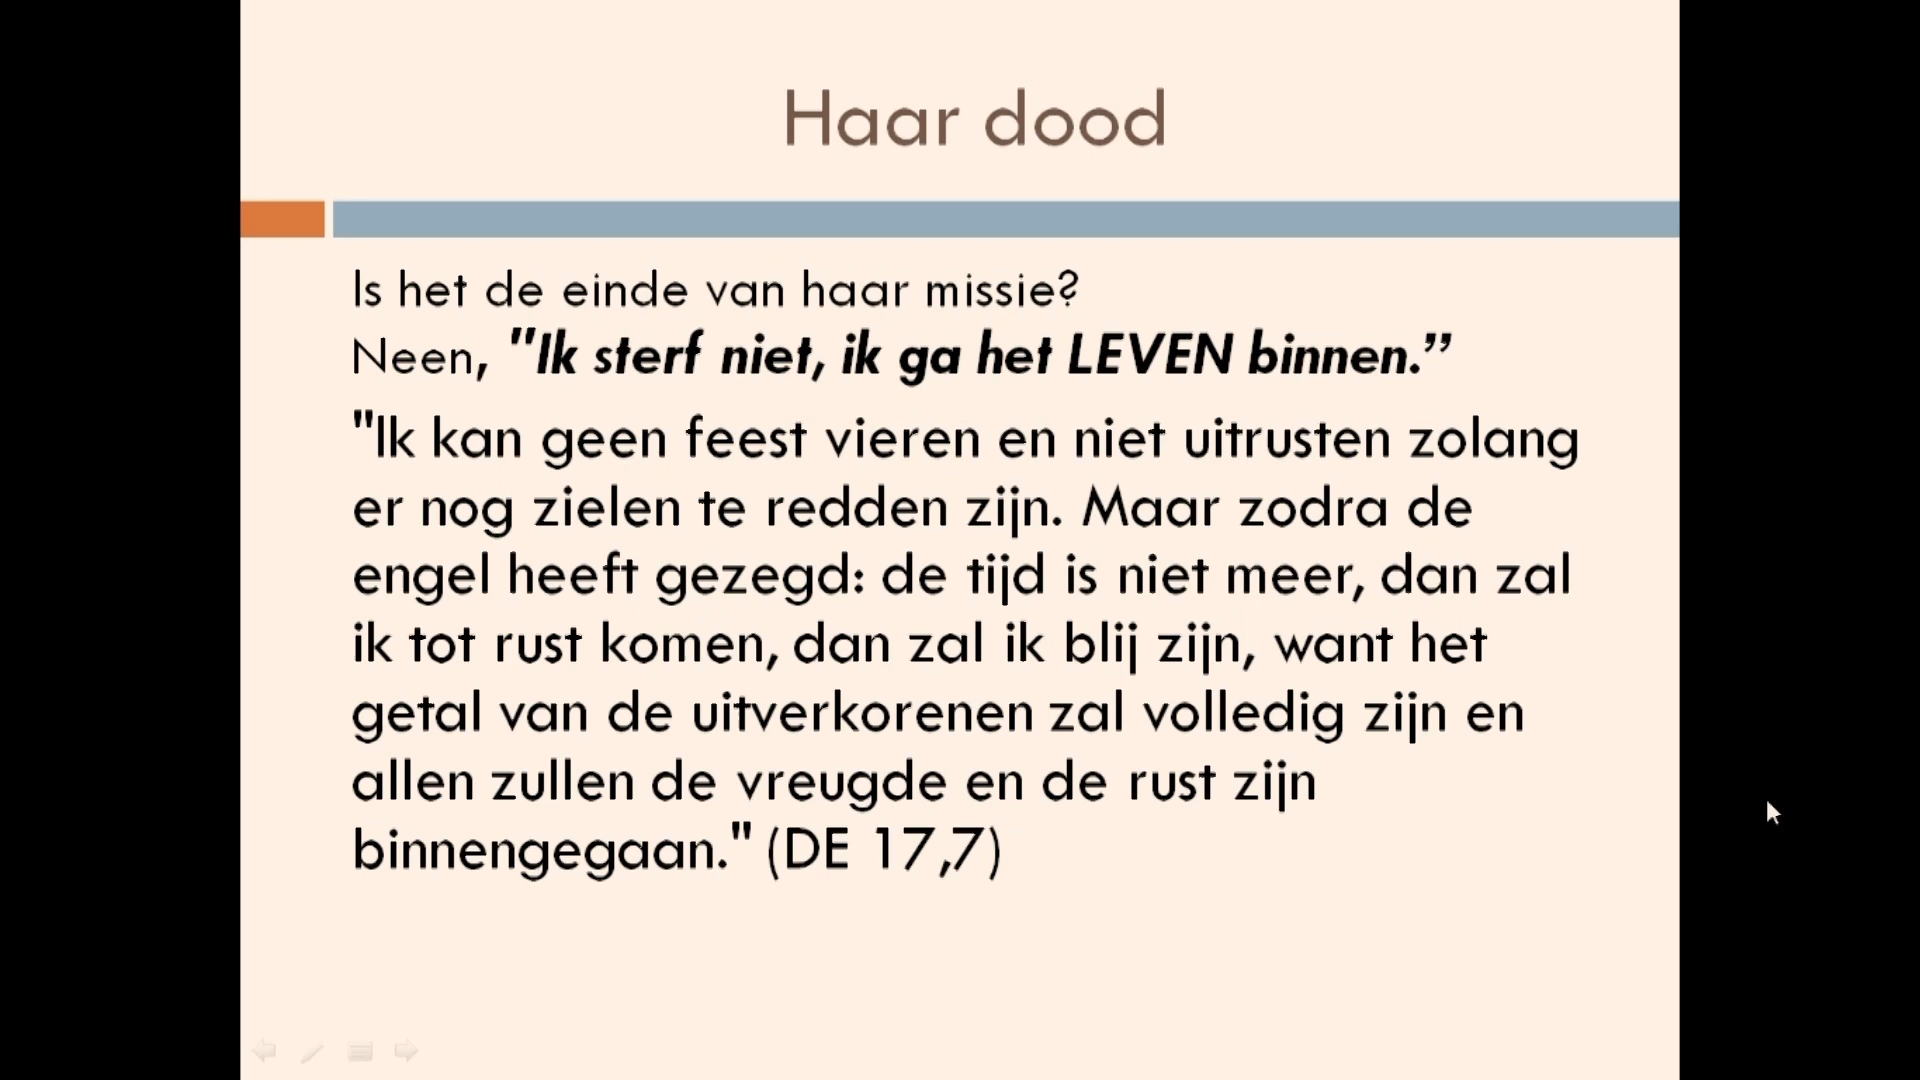 Haar dood
Is het de einde van haar missie?
Neen, "Ik sterf niet, ik ga het LEVEN binnen.”
"Ik kan geen feest vieren en niet uitrusten zolang
er nog zielen te redden zijn. Maar zodra de
engel heeft gezegd: de tijd is niet meer, dan zal
ik tot rust komen, dan zal ik blij zijn, want het
getal van de uitverkorenen zal volledig zijn en
allen zullen de vreugde en de rust zijn
binnengegaan." (DE 17,7)